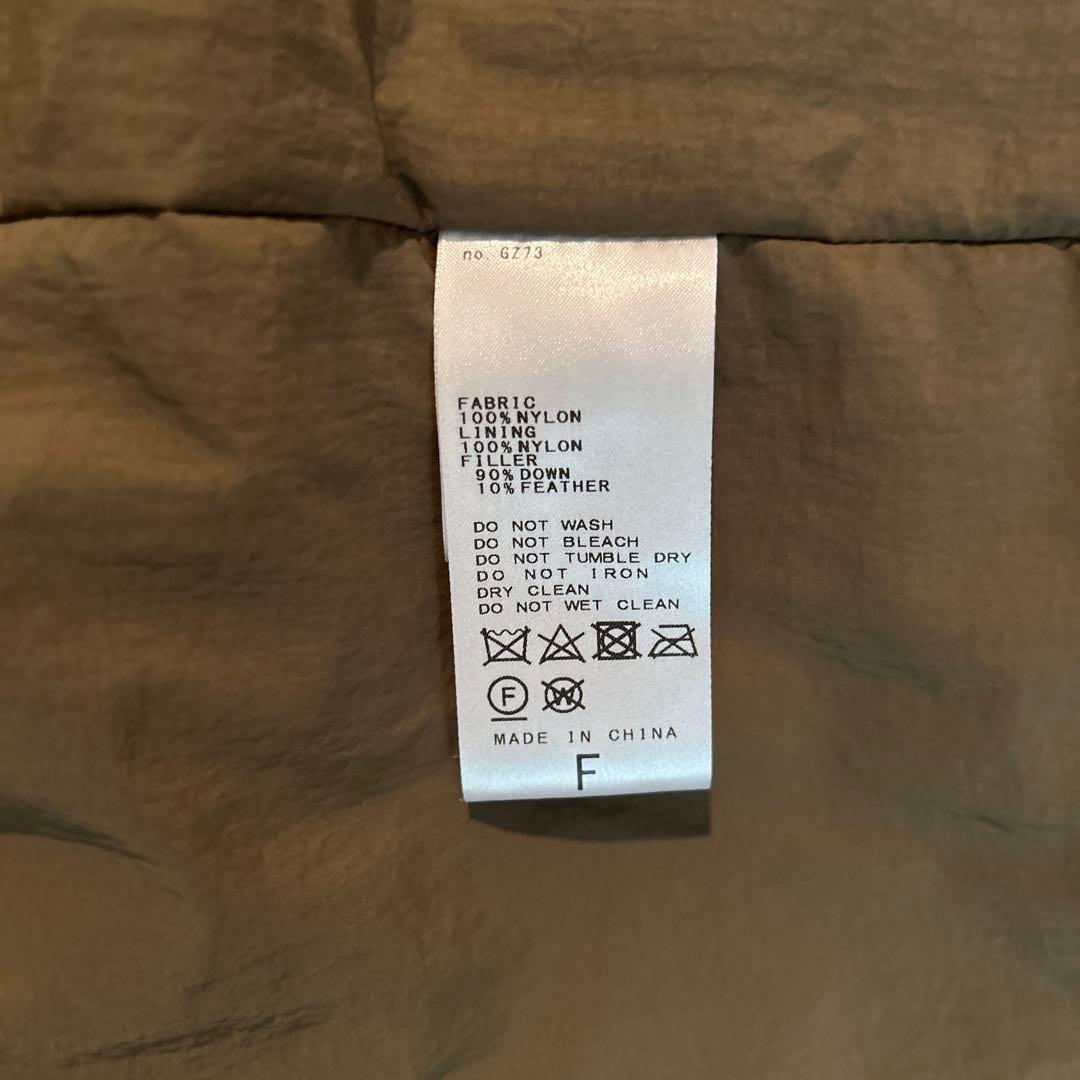 no GZ73
FABRIC
100%NYLON
LINING
100%NYLON
FILLER
90%DOWN
10%FEATHER
DO NOT WASH
DO NOT BLEACH
DO NOT TUMBLE DRY
DO NOT IRON
DRY CLEAN
DO NOT WET CLEAN
F W
MADE IN CHINA
F